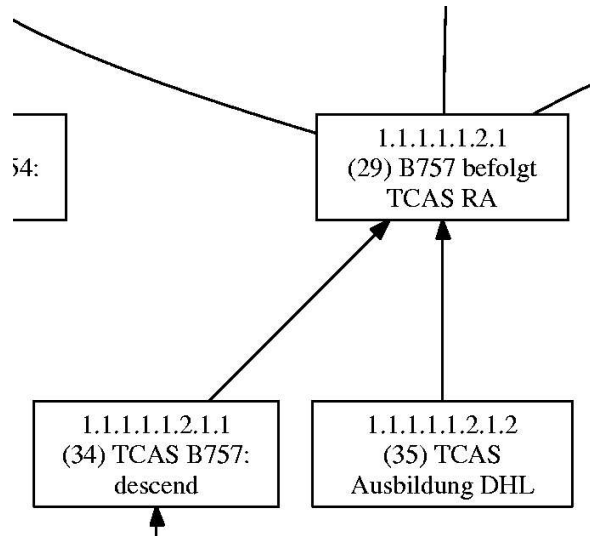 1.1.1.1.1.2.1
(29) B757 befolgt
TCAS RA
54:
1.1.1.1.1.2.1.1
(34) TCAS B757:
descend
1.1.1.1.1.2.1.2
(35) TCAS
Ausbildung DHL